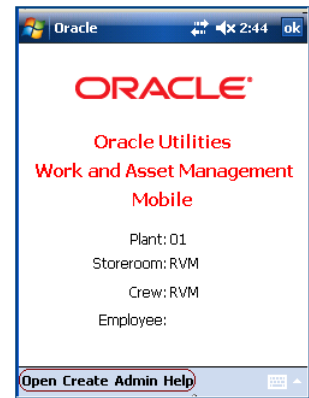 Oracle 2:44 ok
ORACLE
Oracle Utilities
Work and Asset Management
Mobile
Plant: 01
Storeroom: RVM
Crew: RVM
Employee:
Open Create Admin Help